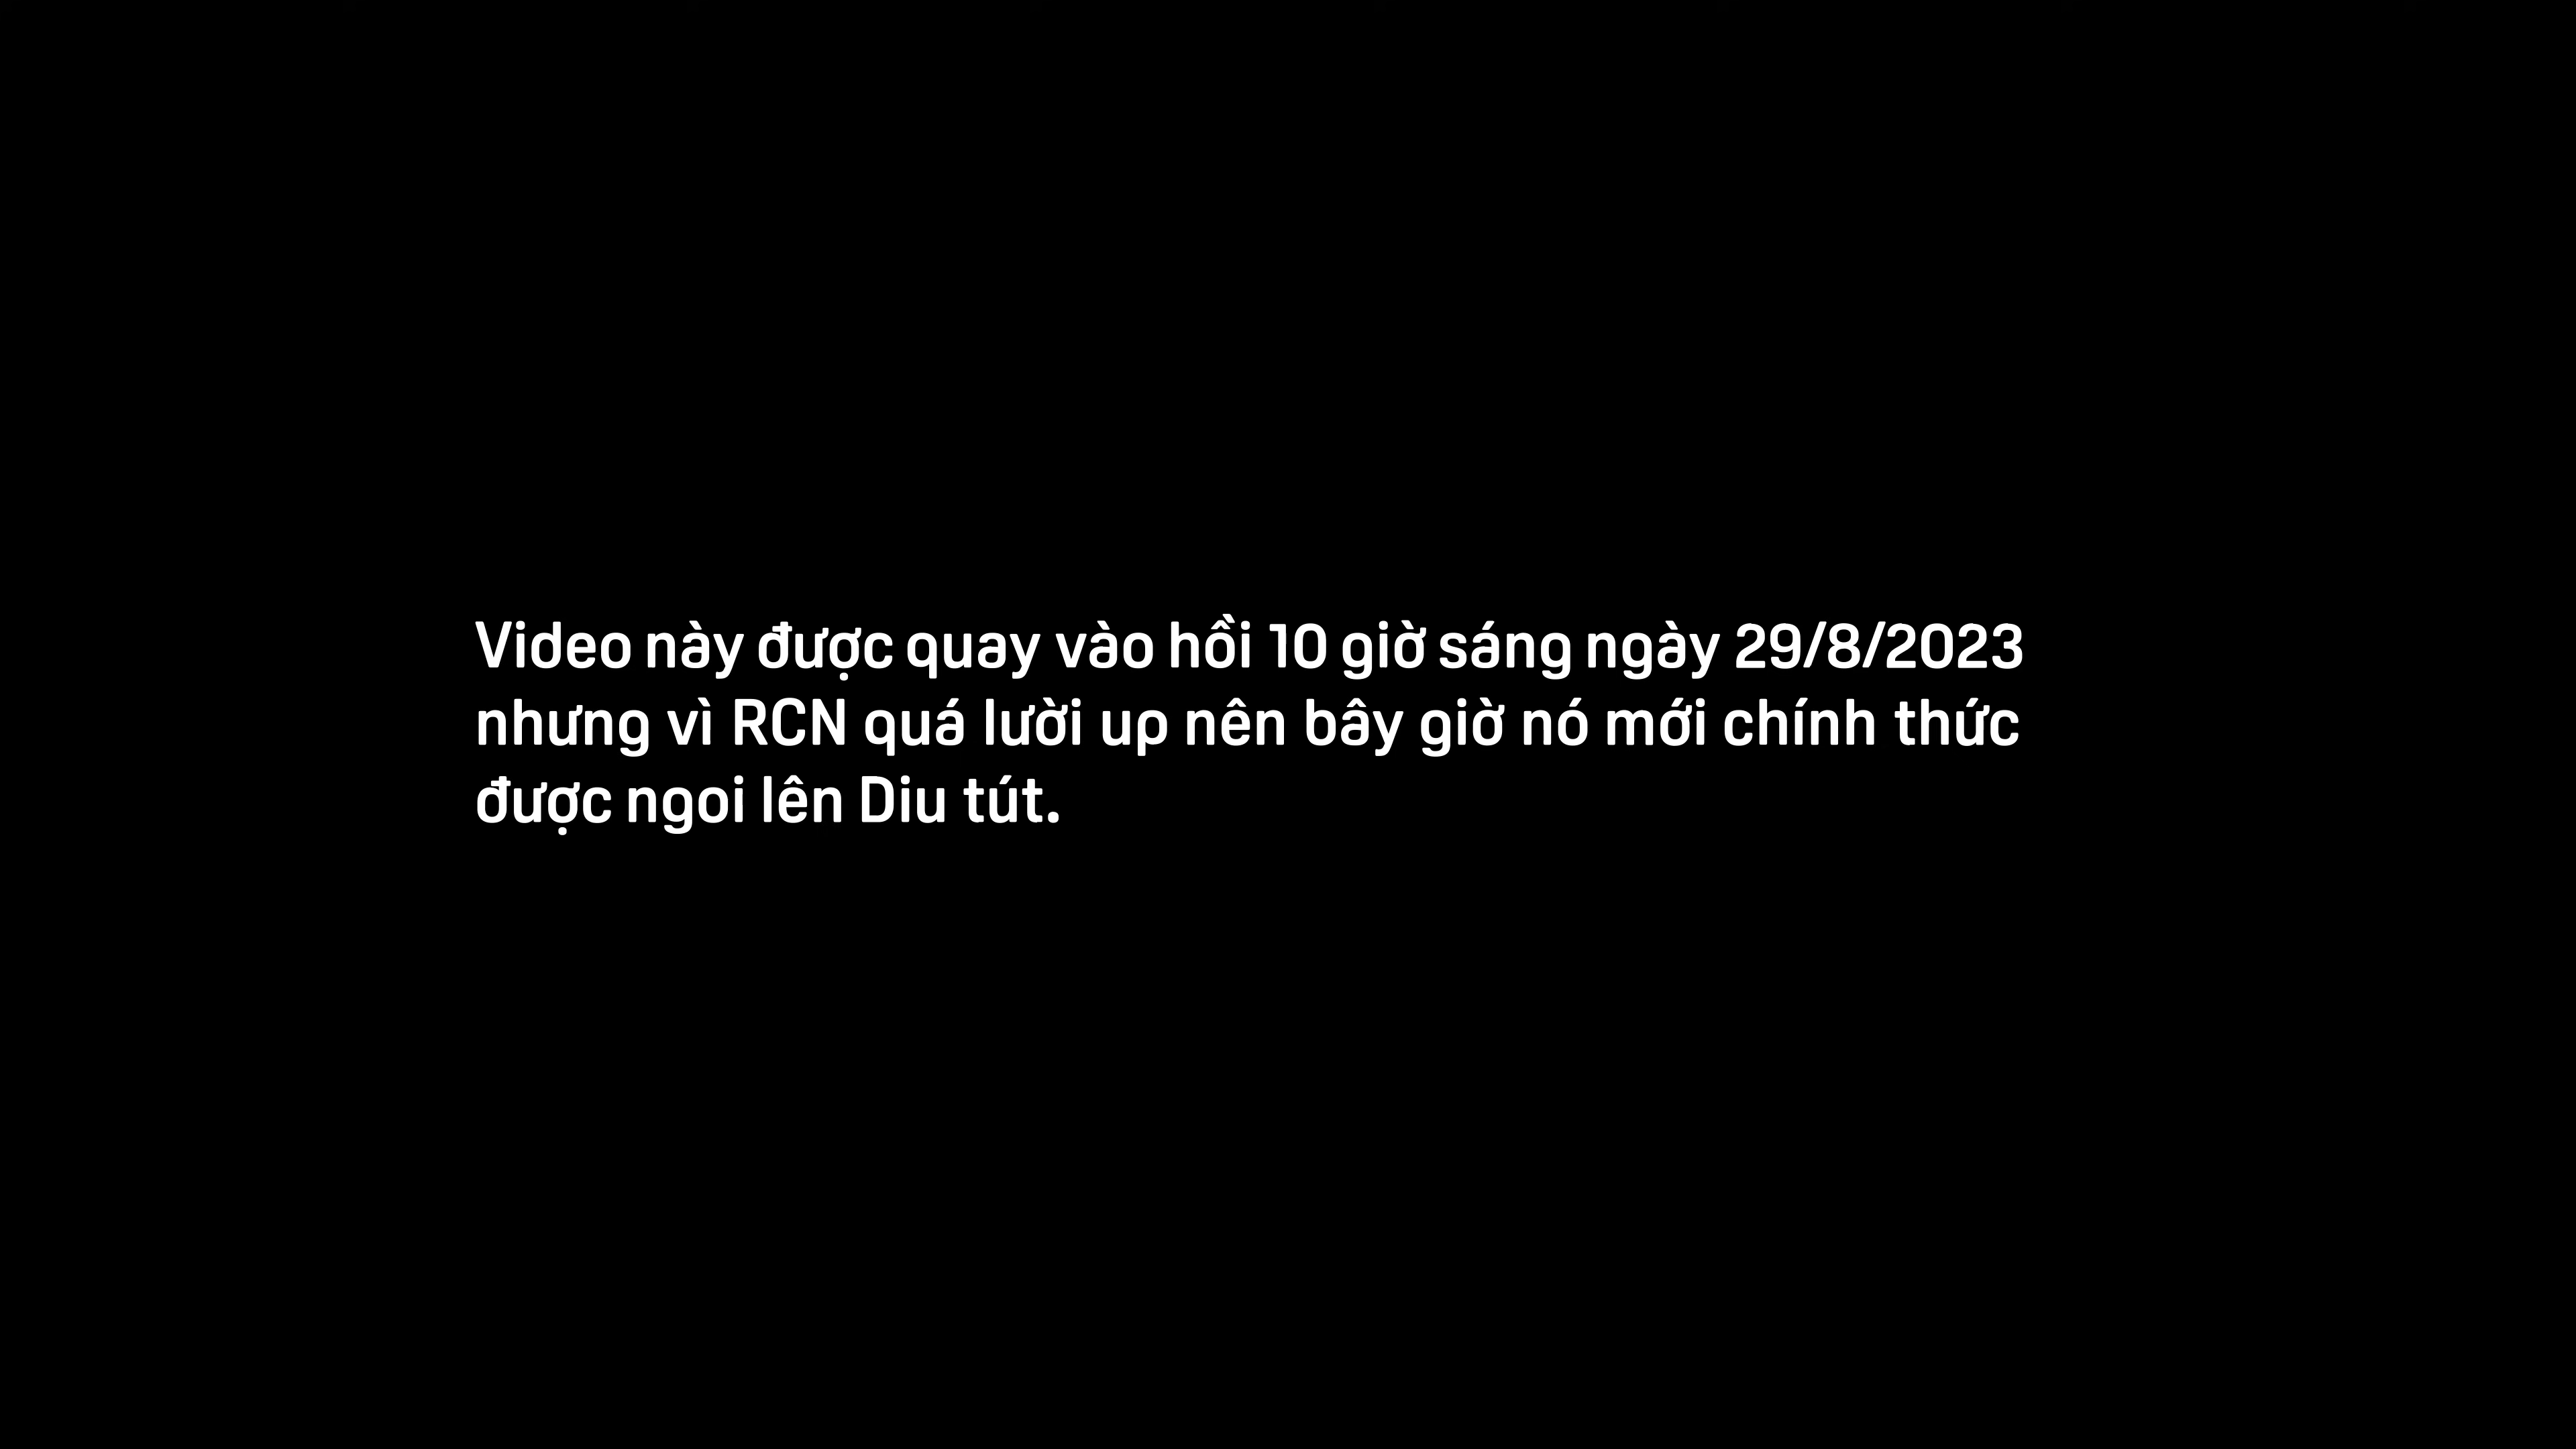 Video này được quay vào hồi 10 giờ sáng ngày 29/8/2023
nhưng vì RCN quá lười up nên bây giờ nó mới chính thức
được ngoi lên Diu tút.